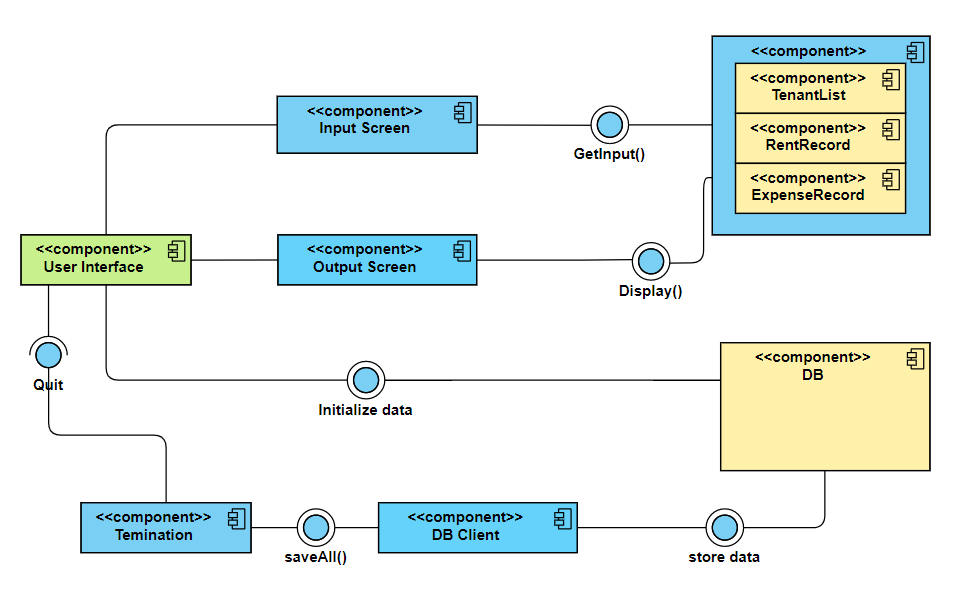 <<component>>
<<component>>
TenantList
<<component>>
Input Screen
GetInput()
<<component>>
RentRecord
<<component>>
ExpenseRecord
<<component>>
User Interface
<<component>>
Output Screen
Display()
Quit
Initialize data
<<component>>
DB
<<component>>
Temination
saveAll()
<<component>>
DB Client
store data